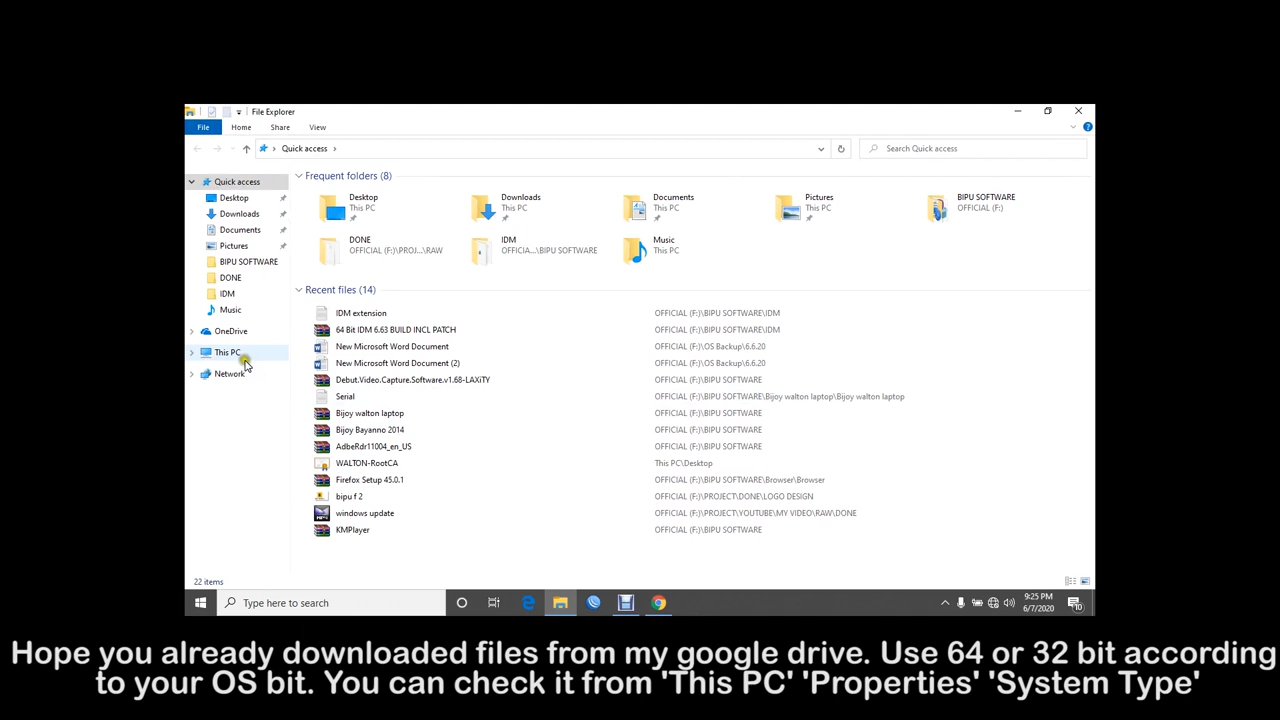 File Explorer
File Home Share View
Quick access
Search Quick access
Quick access
Desktop
Downloads
Documents
Pictures
BIPU SOFTWARE
DONE
IDM
Music
OneDrive
This PC
Network
Frequent folders (8)
Desktop
This PC
Downloads
This PC
Documents
This PC
Pictures
This PC
BIPU SOFTWARE
OFFICIAL (F:)
DONE
OFFICIAL (F:)\PROJ...\RAW
IDM
OFFICIA...\BIPU SOFTWARE
Music
This PC
Recent files (14)
IDM extension OFFICIAL (F:)\BIPU SOFTWARE\IDM
64 Bit IDM 6.63 BUILD INCL PATCH OFFICIAL (F:)\BIPU SOFTWARE\IDM
New Microsoft Word Document OFFICIAL (F:)\OS Backup\6.6.20
New Microsoft Word Document (2) OFFICIAL (F:)\OS Backup\6.6.20
Debut.Video.Capture.Software.v1.68-LAXiTY OFFICIAL (F:)\BIPU SOFTWARE
Serial OFFICIAL (F:)\BIPU SOFTWARE\Bijoy walton laptop\Bijoy walton laptop
Bijoy walton laptop OFFICIAL (F:)\BIPU SOFTWARE
Bijoy Bayanno 2014 OFFICIAL (F:)\BIPU SOFTWARE
AdbeRdr11004_en_US OFFICIAL (F:)\BIPU SOFTWARE
WALTON-RootCA This PC\Desktop
Firefox Setup 45.0.1 OFFICIAL (F:)\BIPU SOFTWARE\Browser\Browser
bipu f 2 OFFICIAL (F:)\PROJECT\DONE\LOGO DESIGN
windows update OFFICIAL (F:)\PROJECT\YOUTUBE\MY VIDEO\RAW\DONE
KMPlayer OFFICIAL (F:)\BIPU SOFTWARE
22 items
Type here to search
9:25 PM
6/7/2020
10
Hope you already downloaded files from my google drive. Use 64 or 32 bit according
to your OS bit. You can check it from 'This PC' 'Properties' 'System Type'